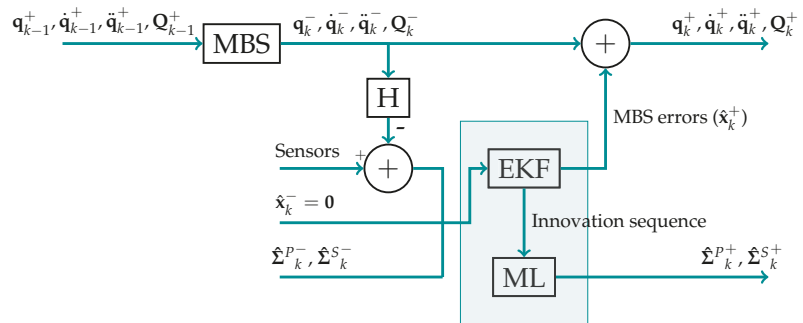 q⁺ₖ₋₁, q̇⁺ₖ₋₁, q̈⁺ₖ₋₁, Q⁺ₖ₋₁
MBS
q⁻ₖ, q̇⁻ₖ, q̈⁻ₖ, Q⁻ₖ
+
q⁺ₖ, q̇⁺ₖ, q̈⁺ₖ, Q⁺ₖ
H
-
MBS errors (x̂⁺ₖ)
Sensors
+
+
EKF
x̂⁻ₖ = 0
Innovation sequence
Σ̂ᴾ⁻ₖ, Σ̂ˢ⁻ₖ
ML
Σ̂ᴾ⁺ₖ, Σ̂ˢ⁺ₖ